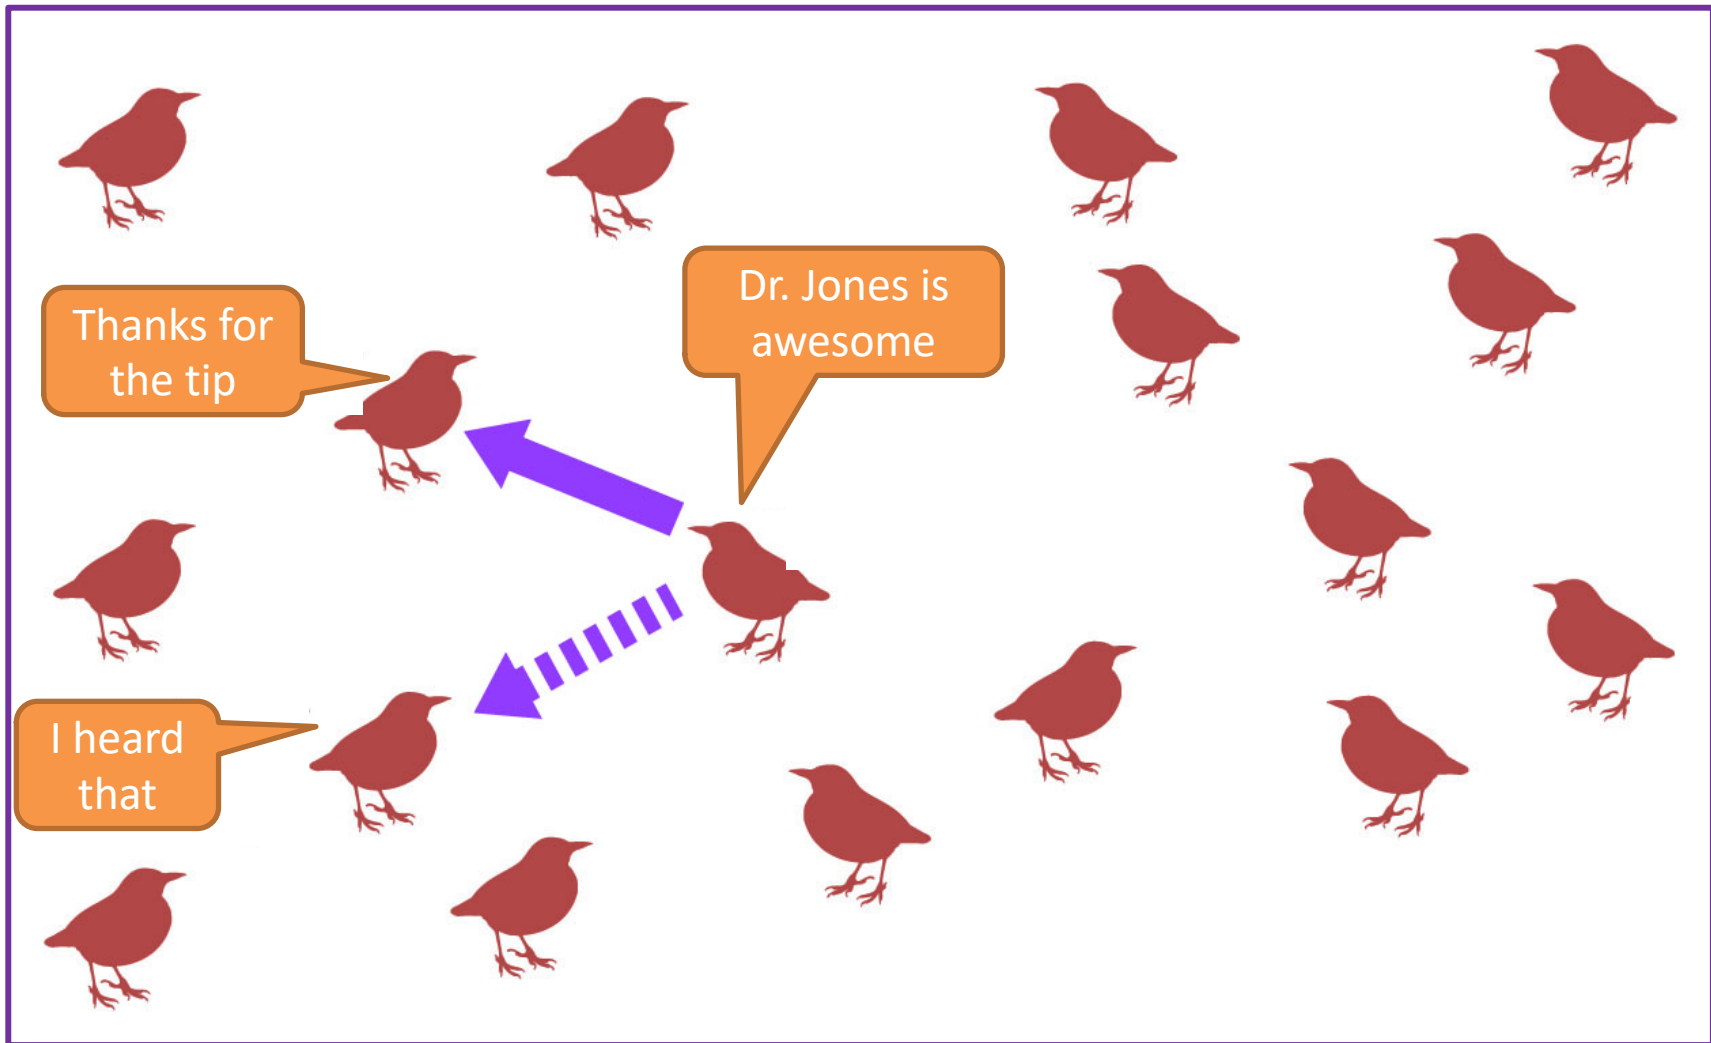 Dr. Jones is
awesome
Thanks for
the tip
I heard
that